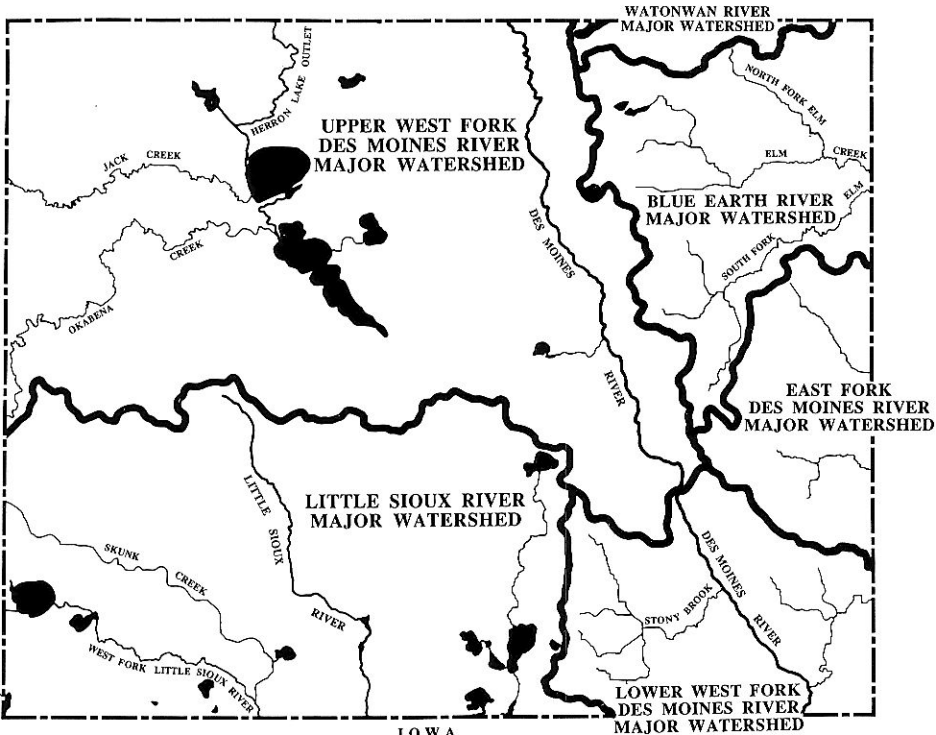 WATONWAN RIVER
MAJOR WATERSHED
HERRON LAKE OUTLET
NORTH FORK ELM
UPPER WEST FORK
DES MOINES RIVER
MAJOR WATERSHED
JACK CREEK
ELM CREEK
BLUE EARTH RIVER
MAJOR WATERSHED
SOUTH FORK ELM
DES MOINES
RIVER
OKABENA CREEK
EAST FORK
DES MOINES RIVER
MAJOR WATERSHED
LITTLE SIOUX
RIVER
LITTLE SIOUX RIVER
MAJOR WATERSHED
SKUNK
CREEK
DES MOINES
RIVER
STONY BROOK
WEST FORK LITTLE SIOUX RIVER
LOWER WEST FORK
DES MOINES RIVER
MAJOR WATERSHED
IOWA